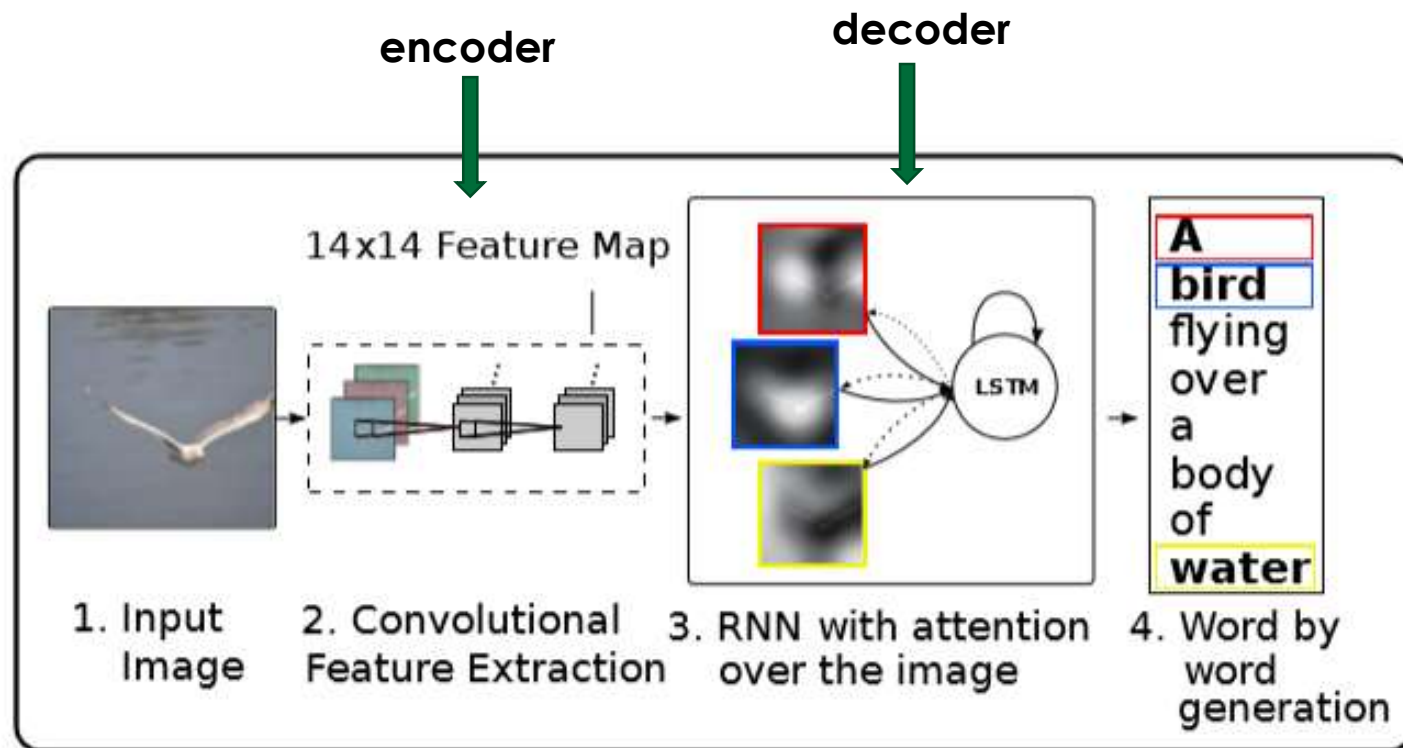 encoder
decoder
14x14 Feature Map
LSTM
A
bird
flying
over
a
body
of
water
1. Input
Image
2. Convolutional
Feature Extraction
3. RNN with attention
over the image
4. Word by
word
generation